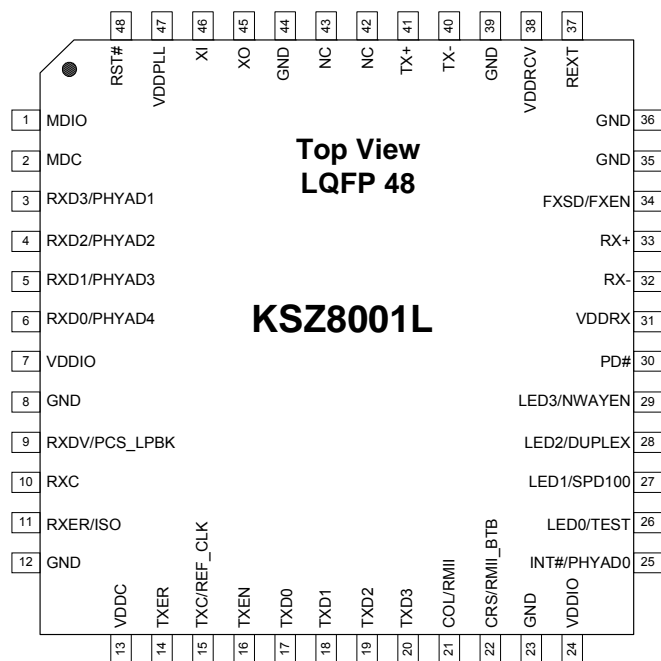 48 47 46 45 44 43 42 41 40 39 38 37
RST# VDDPLL XI XO GND NC NC TX+ TX- GND VDDRCV REXT
1 MDIO
2 MDC
3 RXD3/PHYAD1
4 RXD2/PHYAD2
5 RXD1/PHYAD3
6 RXD0/PHYAD4
7 VDDIO
8 GND
9 RXDV/PCS_LPBK
10 RXC
11 RXER/ISO
12 GND
Top View
LQFP 48
KSZ8001L
GND 36
GND 35
FXSD/FXEN 34
RX+ 33
RX- 32
VDDRX 31
PD# 30
LED3/NWAYEN 29
LED2/DUPLEX 28
LED1/SPD100 27
LED0/TEST 26
INT#/PHYAD0 25
VDDC TXER TXC/REF_CLK TXEN TXD0 TXD1 TXD2 TXD3 COL/RMII CRS/RMII_BTB GND VDDIO
13 14 15 16 17 18 19 20 21 22 23 24